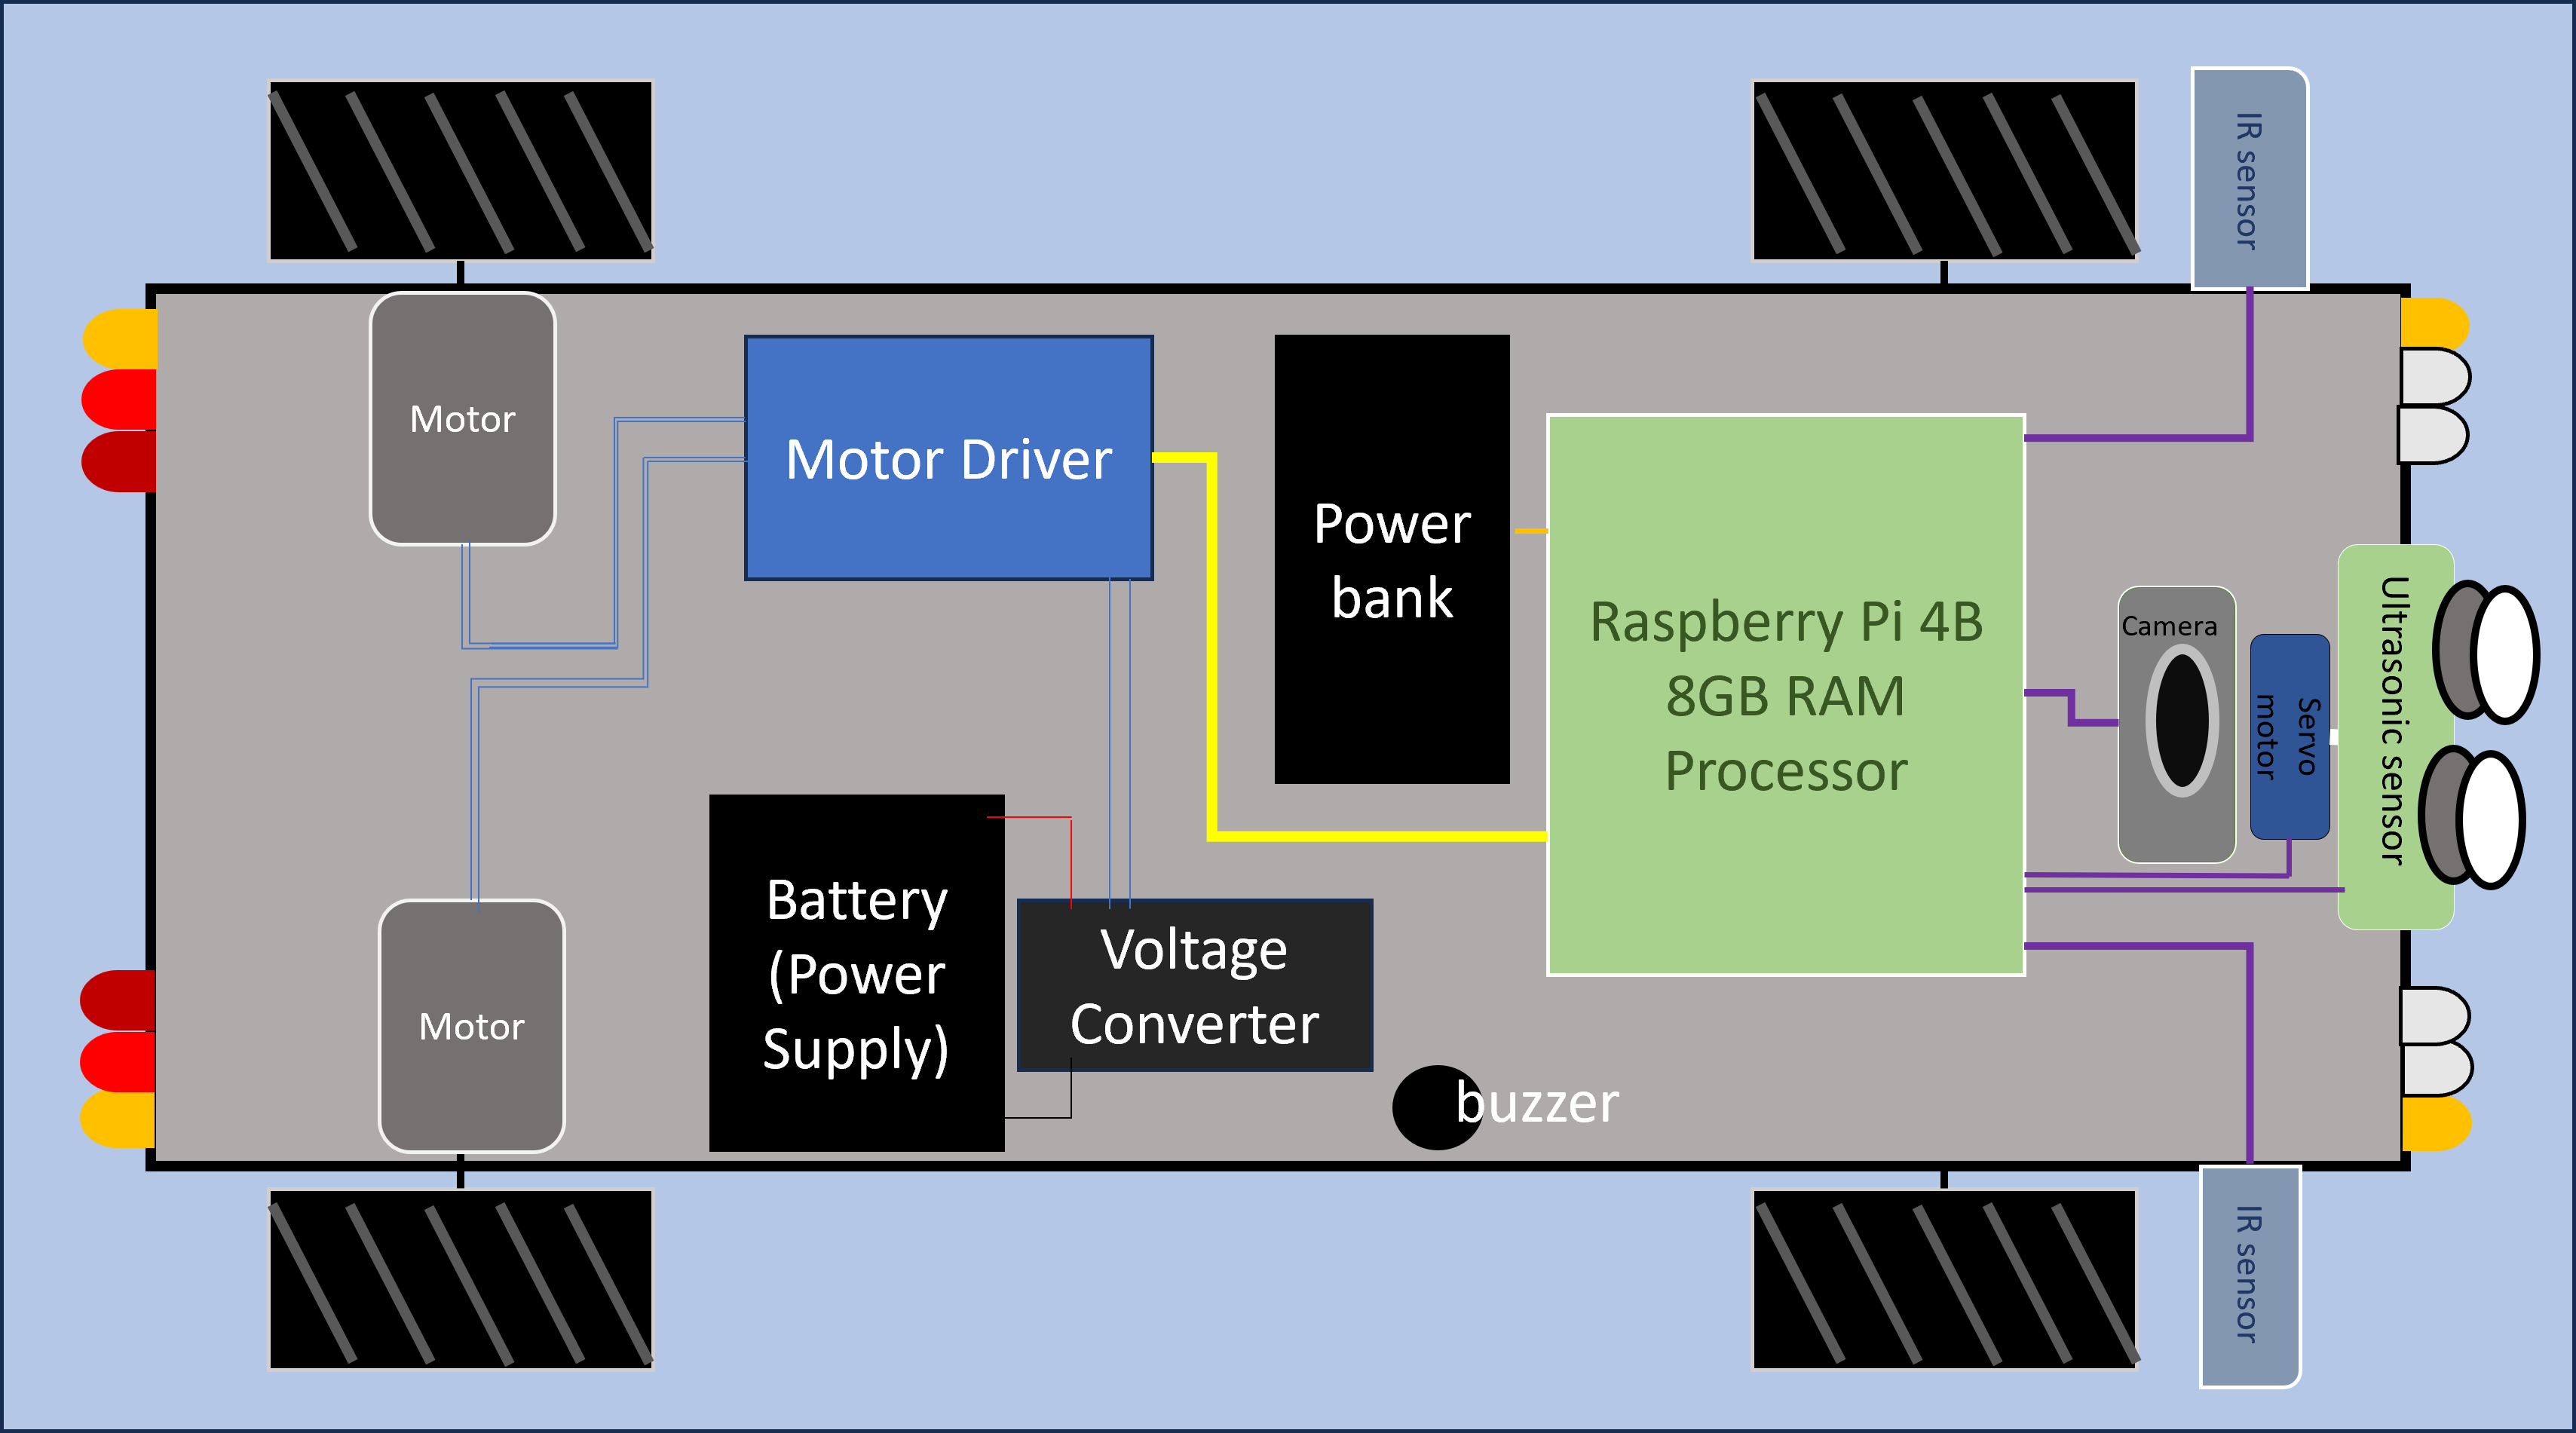 IR sensor
Motor
Motor Driver
Power
bank
Raspberry Pi 4B
8GB RAM
Processor
Camera
Servo
motor
Ultrasonic sensor
Battery
(Power
Supply)
Voltage
Converter
Motor
buzzer
IR sensor